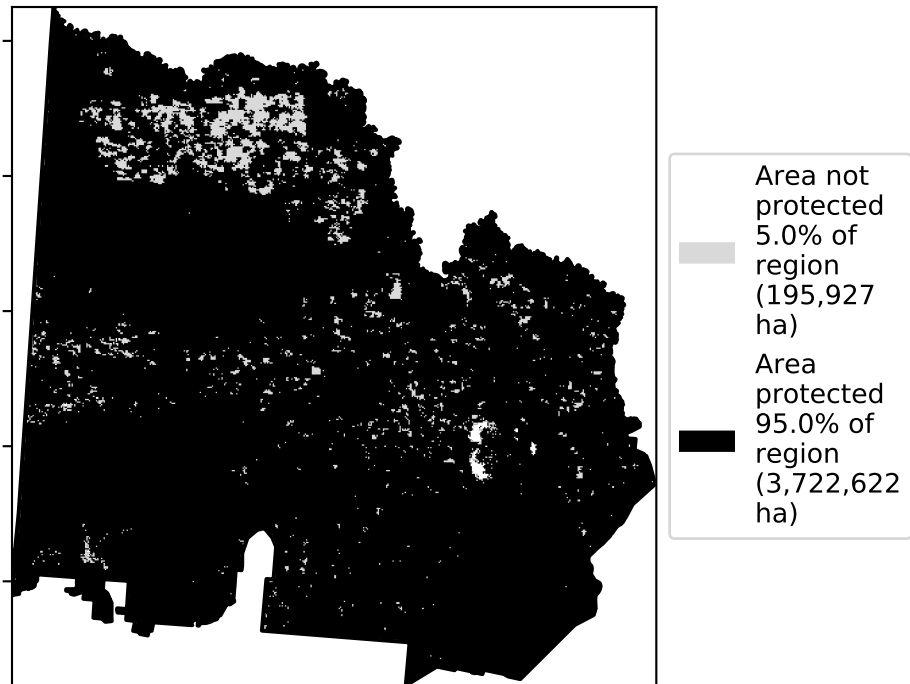 Area not
protected
5.0% of
region
(195,927
ha)
Area
protected
95.0% of
region
(3,722,622
ha)